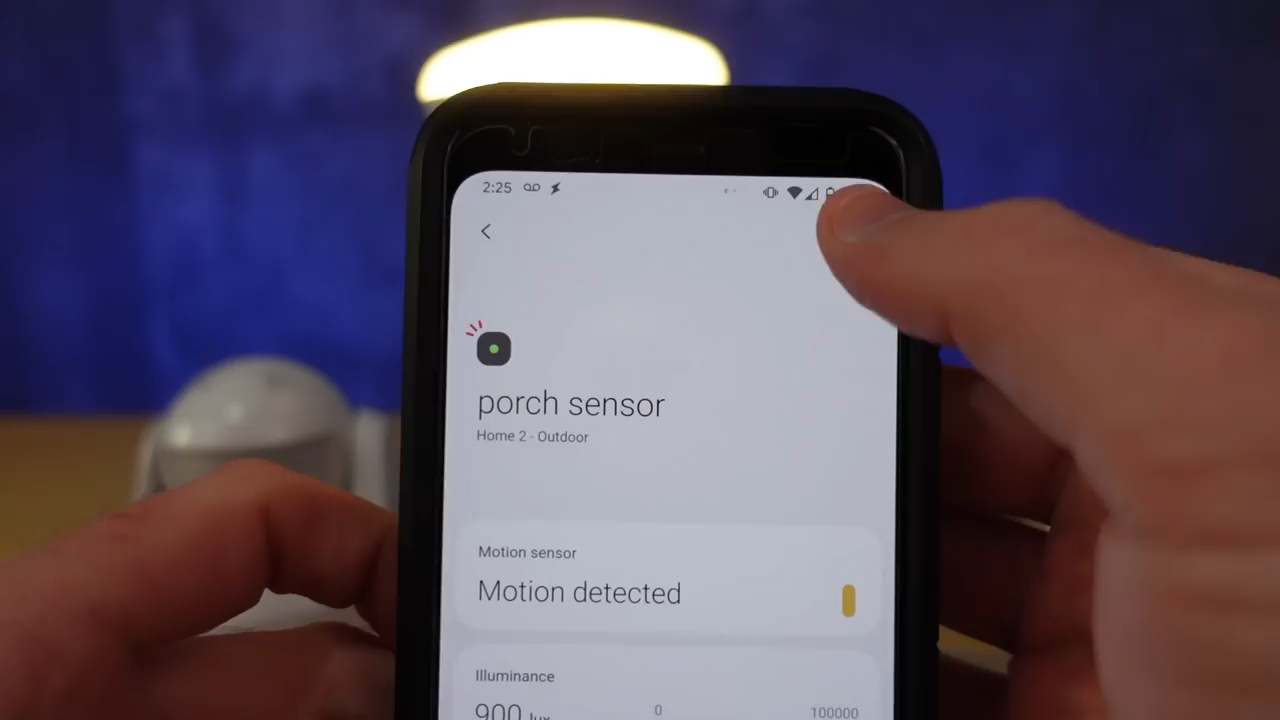 2:25
porch sensor
Home 2 - Outdoor
Motion sensor
Motion detected
Illuminance
900 lux
0
100000